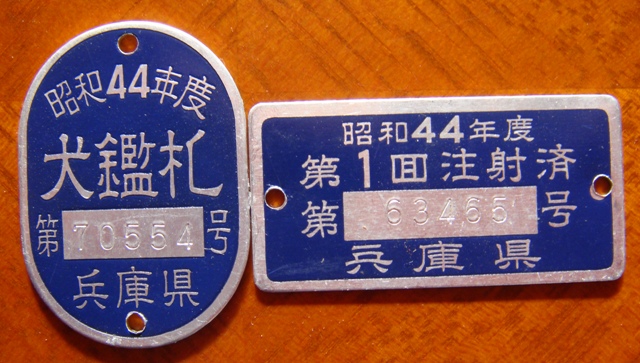 昭和44年度
犬鑑札
第70554号
兵庫県
昭和44年度
第1回注射済
第63465号
兵庫県